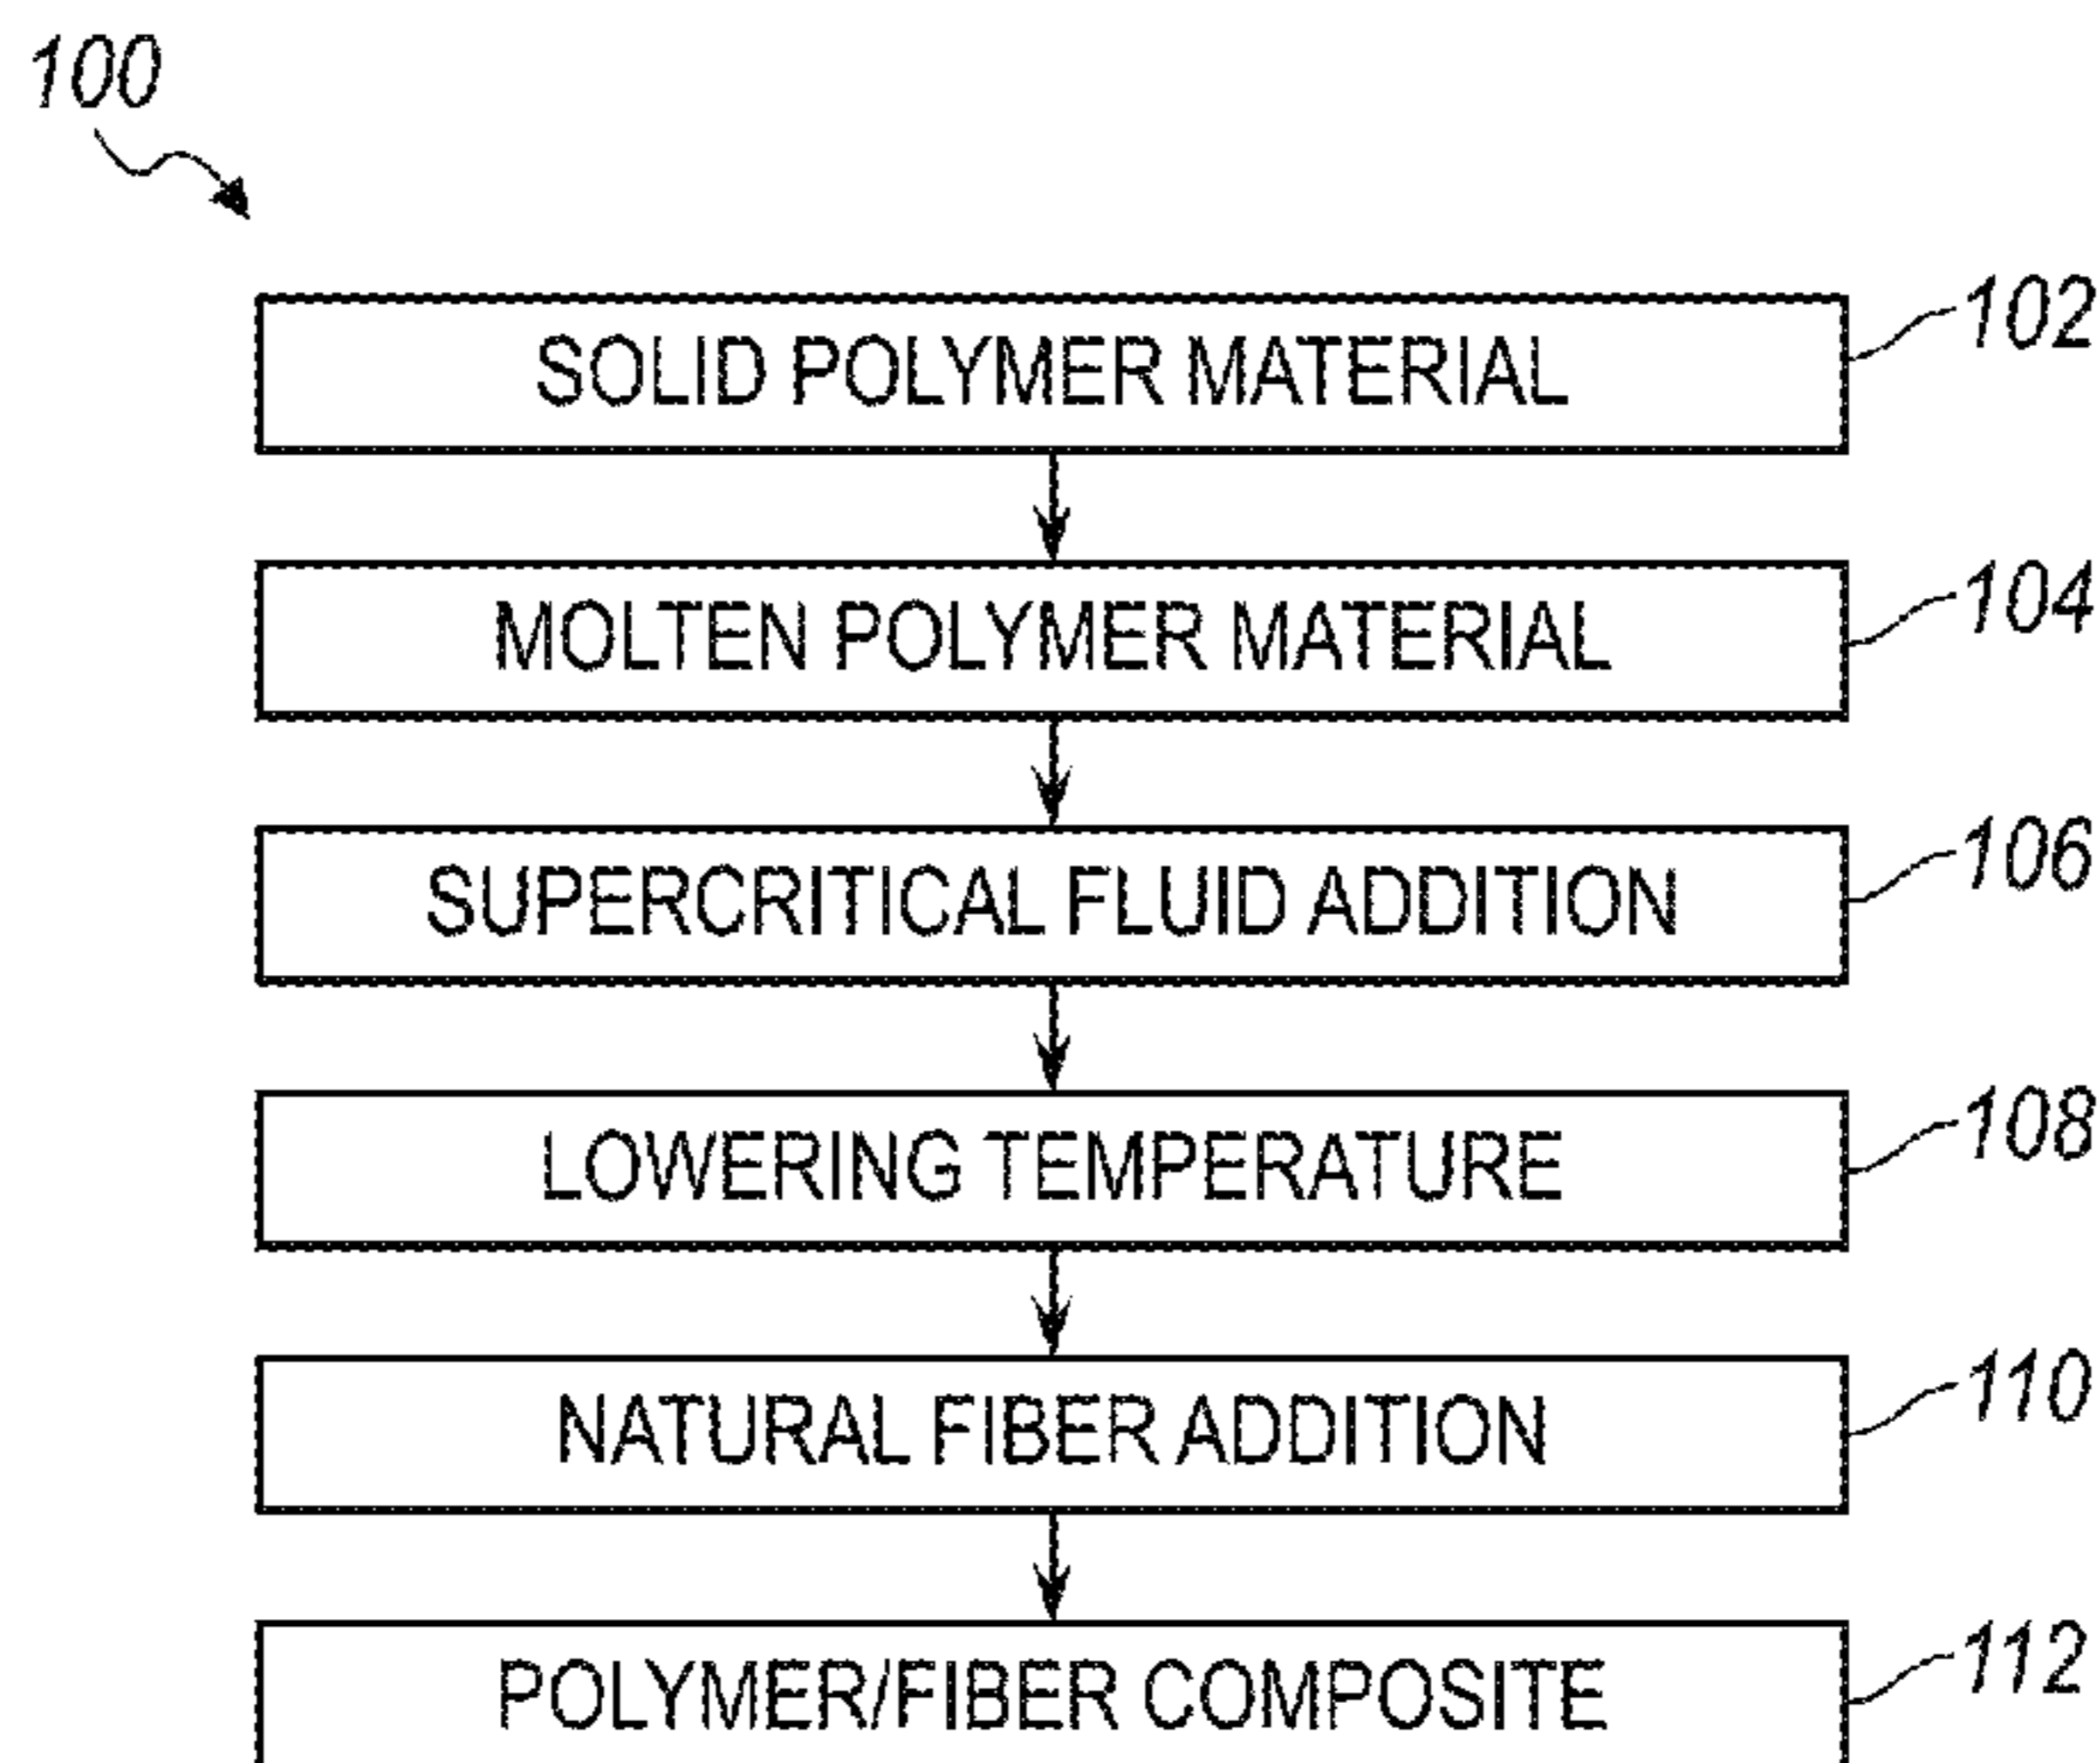 100
SOLID POLYMER MATERIAL 102
MOLTEN POLYMER MATERIAL 104
SUPERCRITICAL FLUID ADDITION 106
LOWERING TEMPERATURE 108
NATURAL FIBER ADDITION 110
POLYMER/FIBER COMPOSITE 112